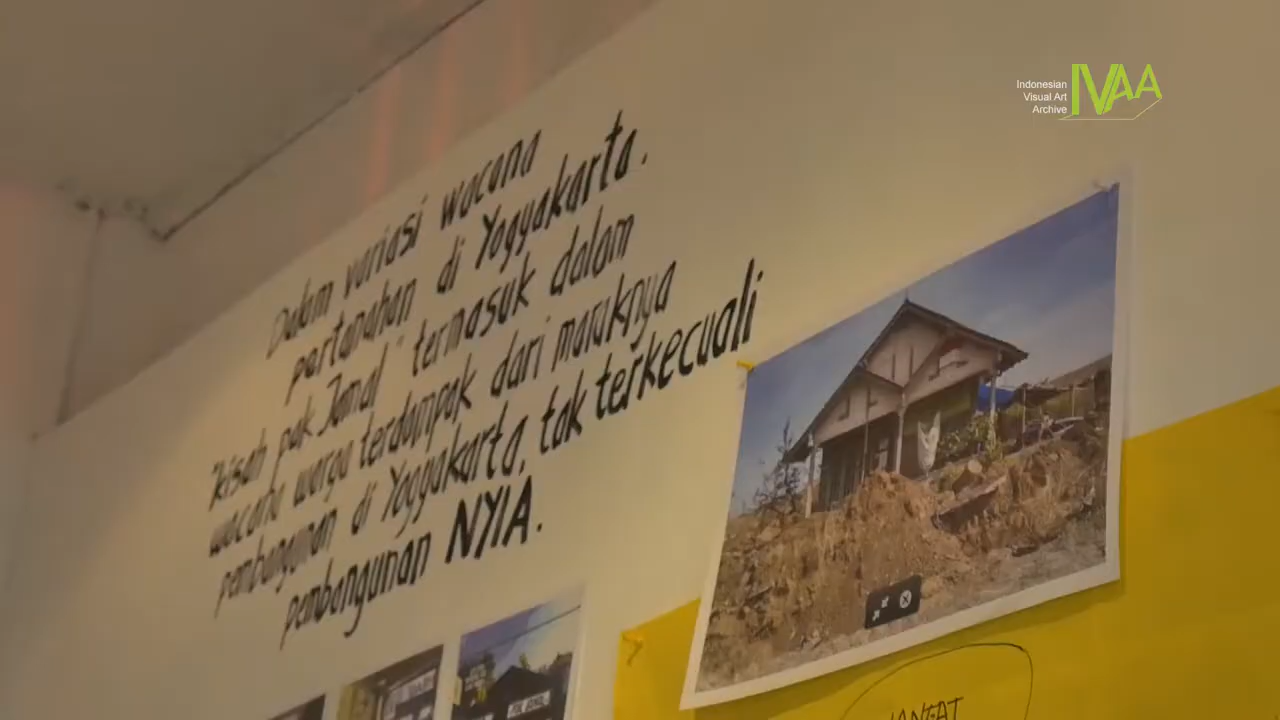 Indonesian
Visual Art
Archive
IVAA
Dalam variasi wacana
pertanahan di Yogyakarta.
"kisah pak Jamal" termasuk dalam
wacana warga terdampak dari maraknya
pembangunan di Yogyakarta, tak terkecuali
pembangunan NYIA.